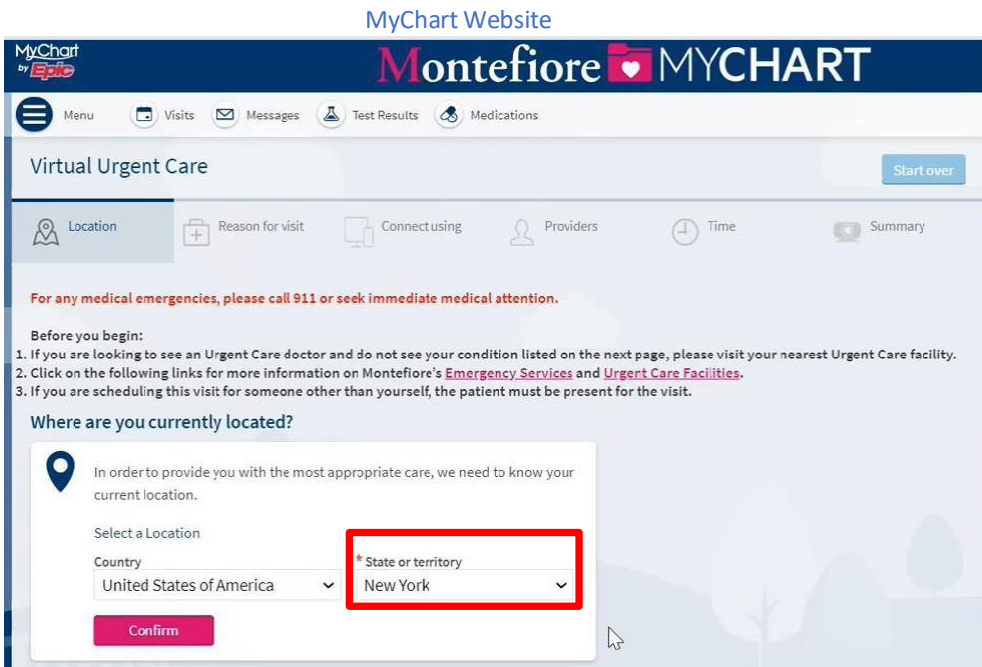 MyChart Website
MyChart
by Epic
Montefiore MYCHART
Menu
Visits
Messages
Test Results
Medications
Virtual Urgent Care
Start over
Location
Reason for visit
Connect using
Providers
Time
Summary
For any medical emergencies, please call 911 or seek immediate medical attention.
Before you begin:
1. If you are looking to see an Urgent Care doctor and do not see your condition listed on the next page, please visit your nearest Urgent Care facility.
2. Click on the following links for more information on Montefiore's Emergency Services and Urgent Care Facilities.
3. If you are scheduling this visit for someone other than yourself, the patient must be present for the visit.
Where are you currently located?
In order to provide you with the most appropriate care, we need to know your
current location.
Select a Location
Country
* State or territory
United States of America
New York
Confirm